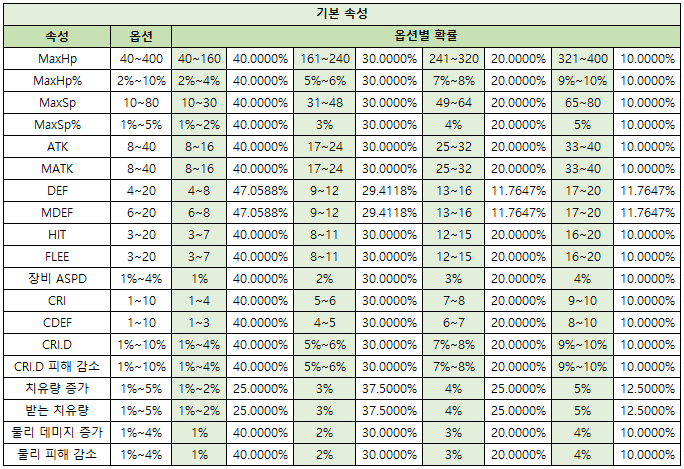 기본 속성
속성 옵션 옵션별 확률
MaxHp 40~400 40~160 40.0000% 161~240 30.0000% 241~320 20.0000% 321~400 10.0000%
MaxHp% 2%~10% 2%~4% 40.0000% 5%~6% 30.0000% 7%~8% 20.0000% 9%~10% 10.0000%
MaxSp 10~80 10~30 40.0000% 31~48 30.0000% 49~64 20.0000% 65~80 10.0000%
MaxSp% 1%~5% 1%~2% 40.0000% 3% 30.0000% 4% 20.0000% 5% 10.0000%
ATK 8~40 8~16 40.0000% 17~24 30.0000% 25~32 20.0000% 33~40 10.0000%
MATK 8~40 8~16 40.0000% 17~24 30.0000% 25~32 20.0000% 33~40 10.0000%
DEF 4~20 4~8 47.0588% 9~12 29.4118% 13~16 11.7647% 17~20 11.7647%
MDEF 6~20 6~8 47.0588% 9~12 29.4118% 13~16 11.7647% 17~20 11.7647%
HIT 3~20 3~7 40.0000% 8~11 30.0000% 12~15 20.0000% 16~20 10.0000%
FLEE 3~20 3~7 40.0000% 8~11 30.0000% 12~15 20.0000% 16~20 10.0000%
장비 ASPD 1%~4% 1% 40.0000% 2% 30.0000% 3% 20.0000% 4% 10.0000%
CRI 1~10 1~4 40.0000% 5~6 30.0000% 7~8 20.0000% 9~10 10.0000%
CDEF 1~10 1~3 40.0000% 4~5 30.0000% 6~7 20.0000% 8~10 10.0000%
CRI.D 1%~10% 1%~4% 40.0000% 5%~6% 30.0000% 7%~8% 20.0000% 9%~10% 10.0000%
CRI.D 피해 감소 1%~10% 1%~4% 40.0000% 5%~6% 30.0000% 7%~8% 20.0000% 9%~10% 10.0000%
치유량 증가 1%~5% 1%~2% 25.0000% 3% 37.5000% 4% 25.0000% 5% 12.5000%
받는 치유량 1%~5% 1%~2% 25.0000% 3% 37.5000% 4% 25.0000% 5% 12.5000%
물리 데미지 증가 1%~4% 1% 40.0000% 2% 30.0000% 3% 20.0000% 4% 10.0000%
물리 피해 감소 1%~4% 1% 40.0000% 2% 30.0000% 3% 20.0000% 4% 10.0000%